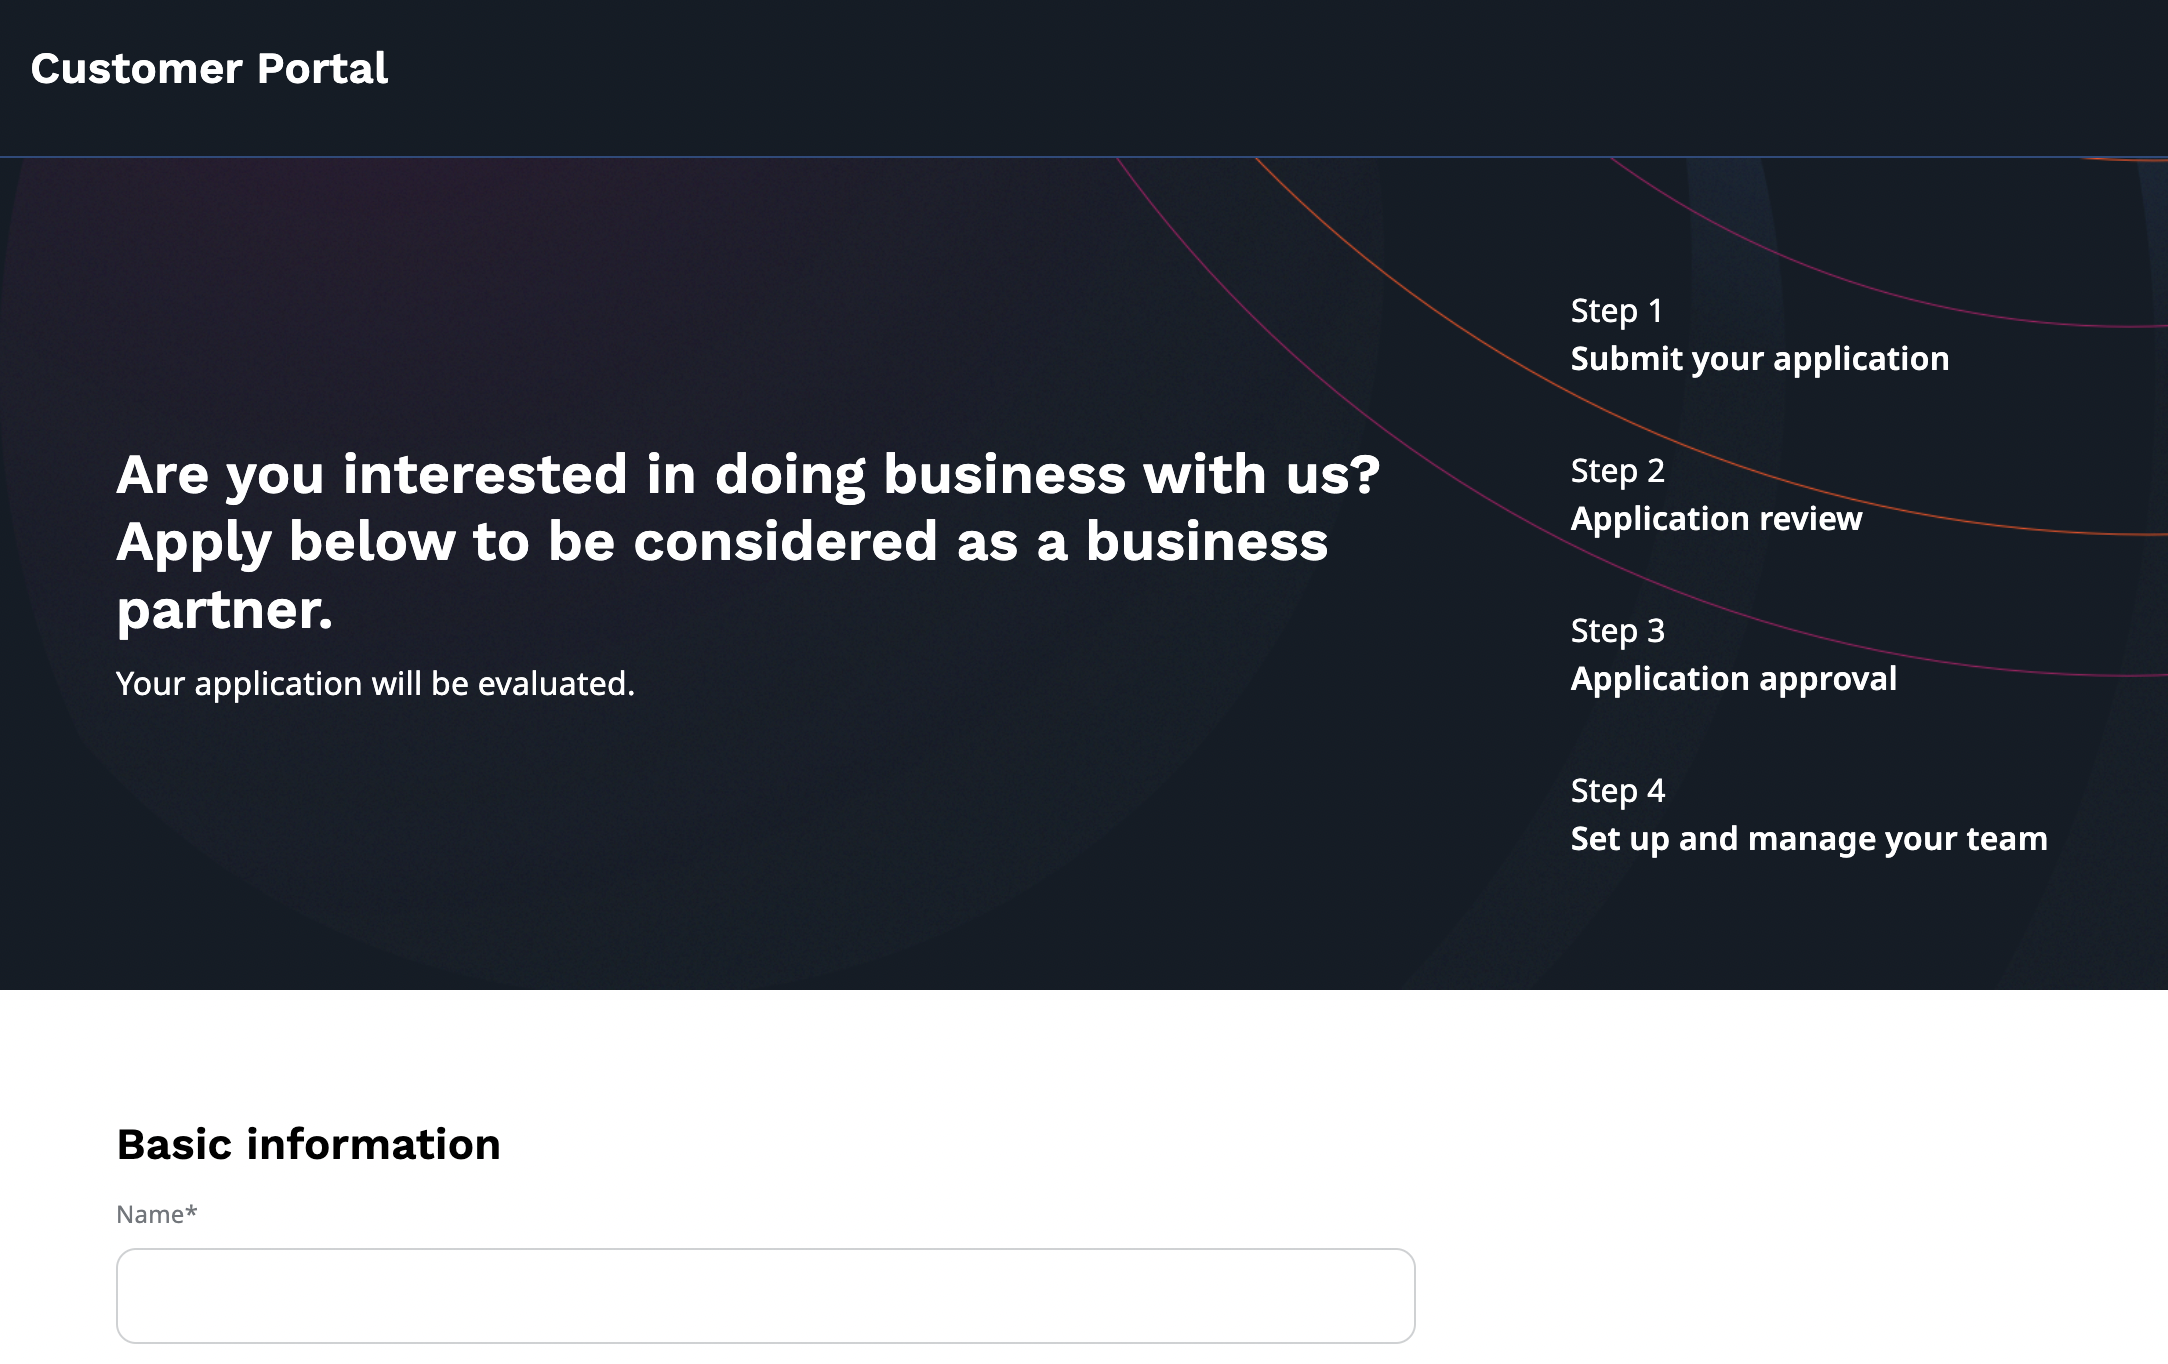 Customer Portal
Are you interested in doing business with us?
Apply below to be considered as a business
partner.
Your application will be evaluated.
Step 1
Submit your application
Step 2
Application review
Step 3
Application approval
Step 4
Set up and manage your team
Basic information
Name*